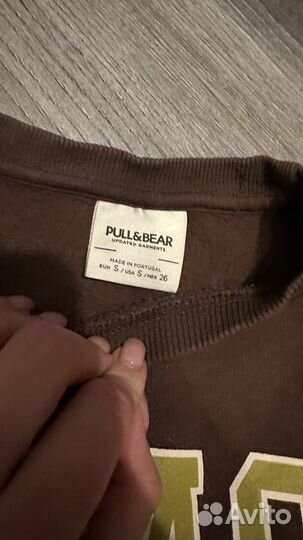 PULL&BEAR
UPDATED GARMENTS
MADE IN PORTUGAL
EUR S / USA S / MEX 26
Avito